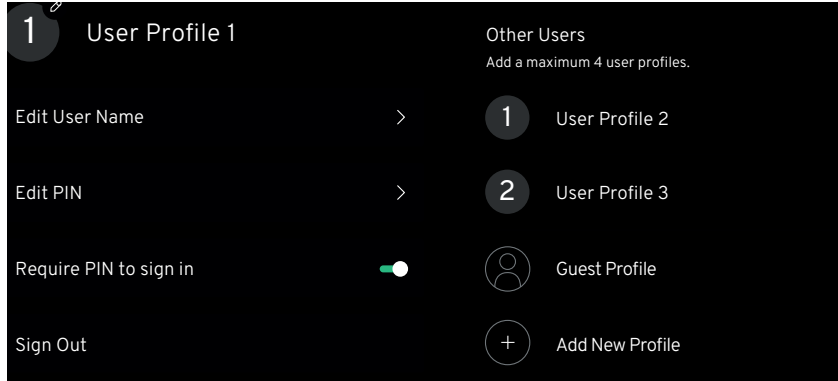 1
User Profile 1
Edit User Name
Edit PIN
Require PIN to sign in
Sign Out
Other Users
Add a maximum 4 user profiles.
1
User Profile 2
2
User Profile 3
Guest Profile
+
Add New Profile